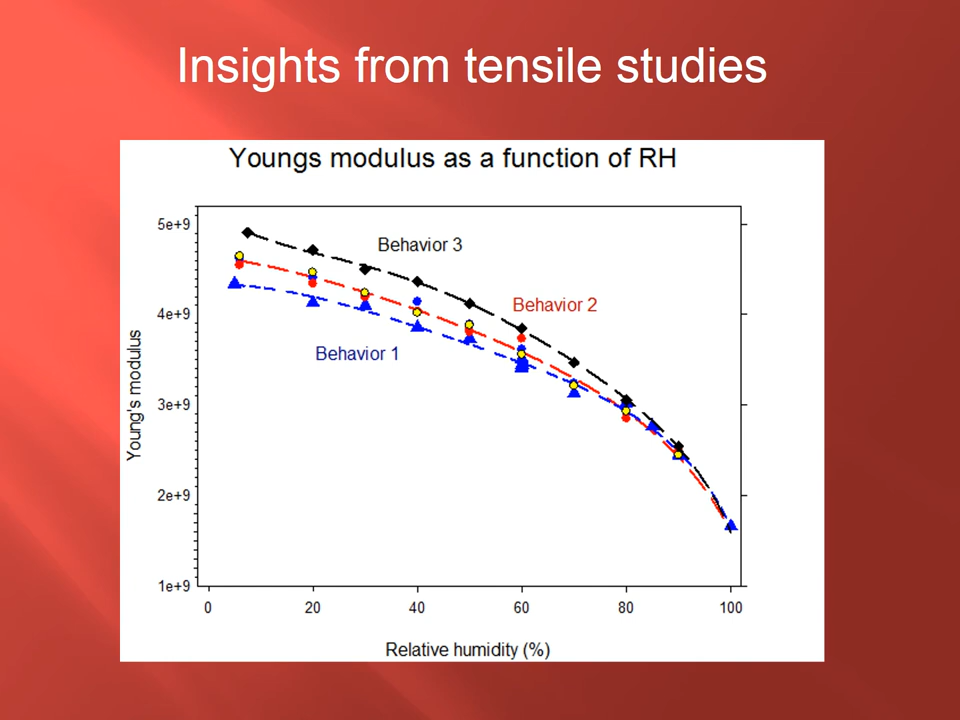 Insights from tensile studies
Youngs modulus as a function of RH
5e+9
4e+9
3e+9
2e+9
1e+9
Young's modulus
Behavior 3
Behavior 2
Behavior 1
0 20 40 60 80 100
Relative humidity (%)